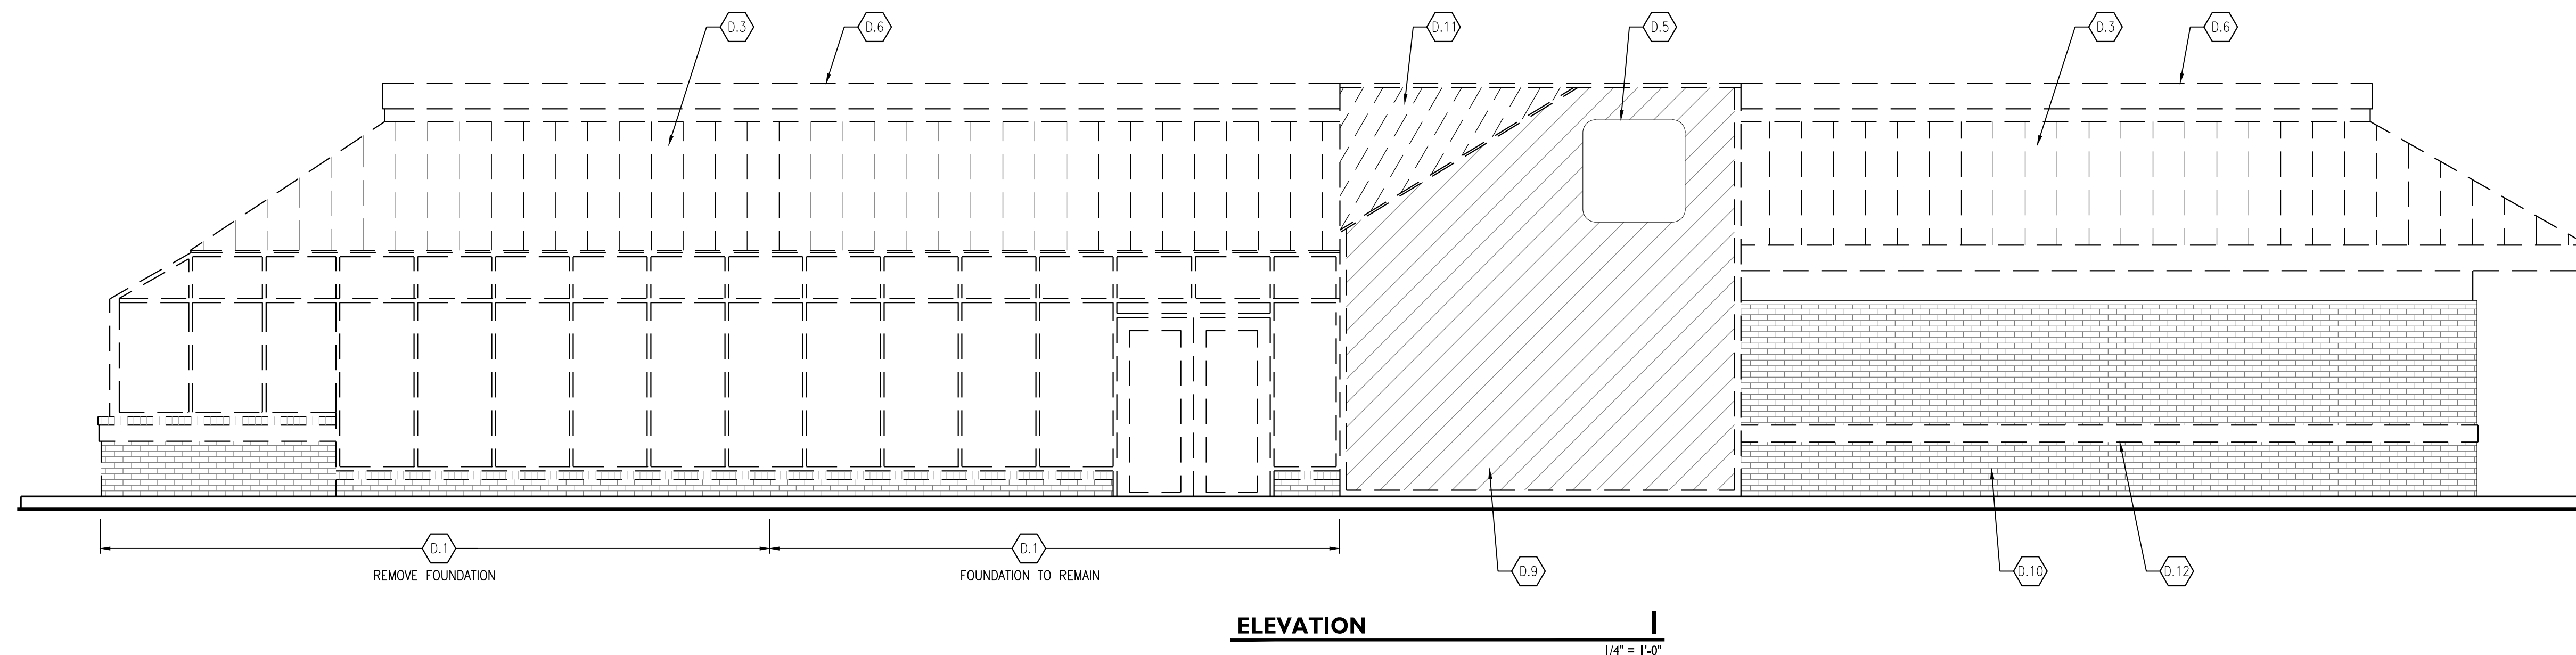 D.3
D.6
D.11
D.5
D.3
D.6
D.1
D.1
REMOVE FOUNDATION
FOUNDATION TO REMAIN
D.9
D.10
D.12
ELEVATION 1
1/4" = 1'-0"